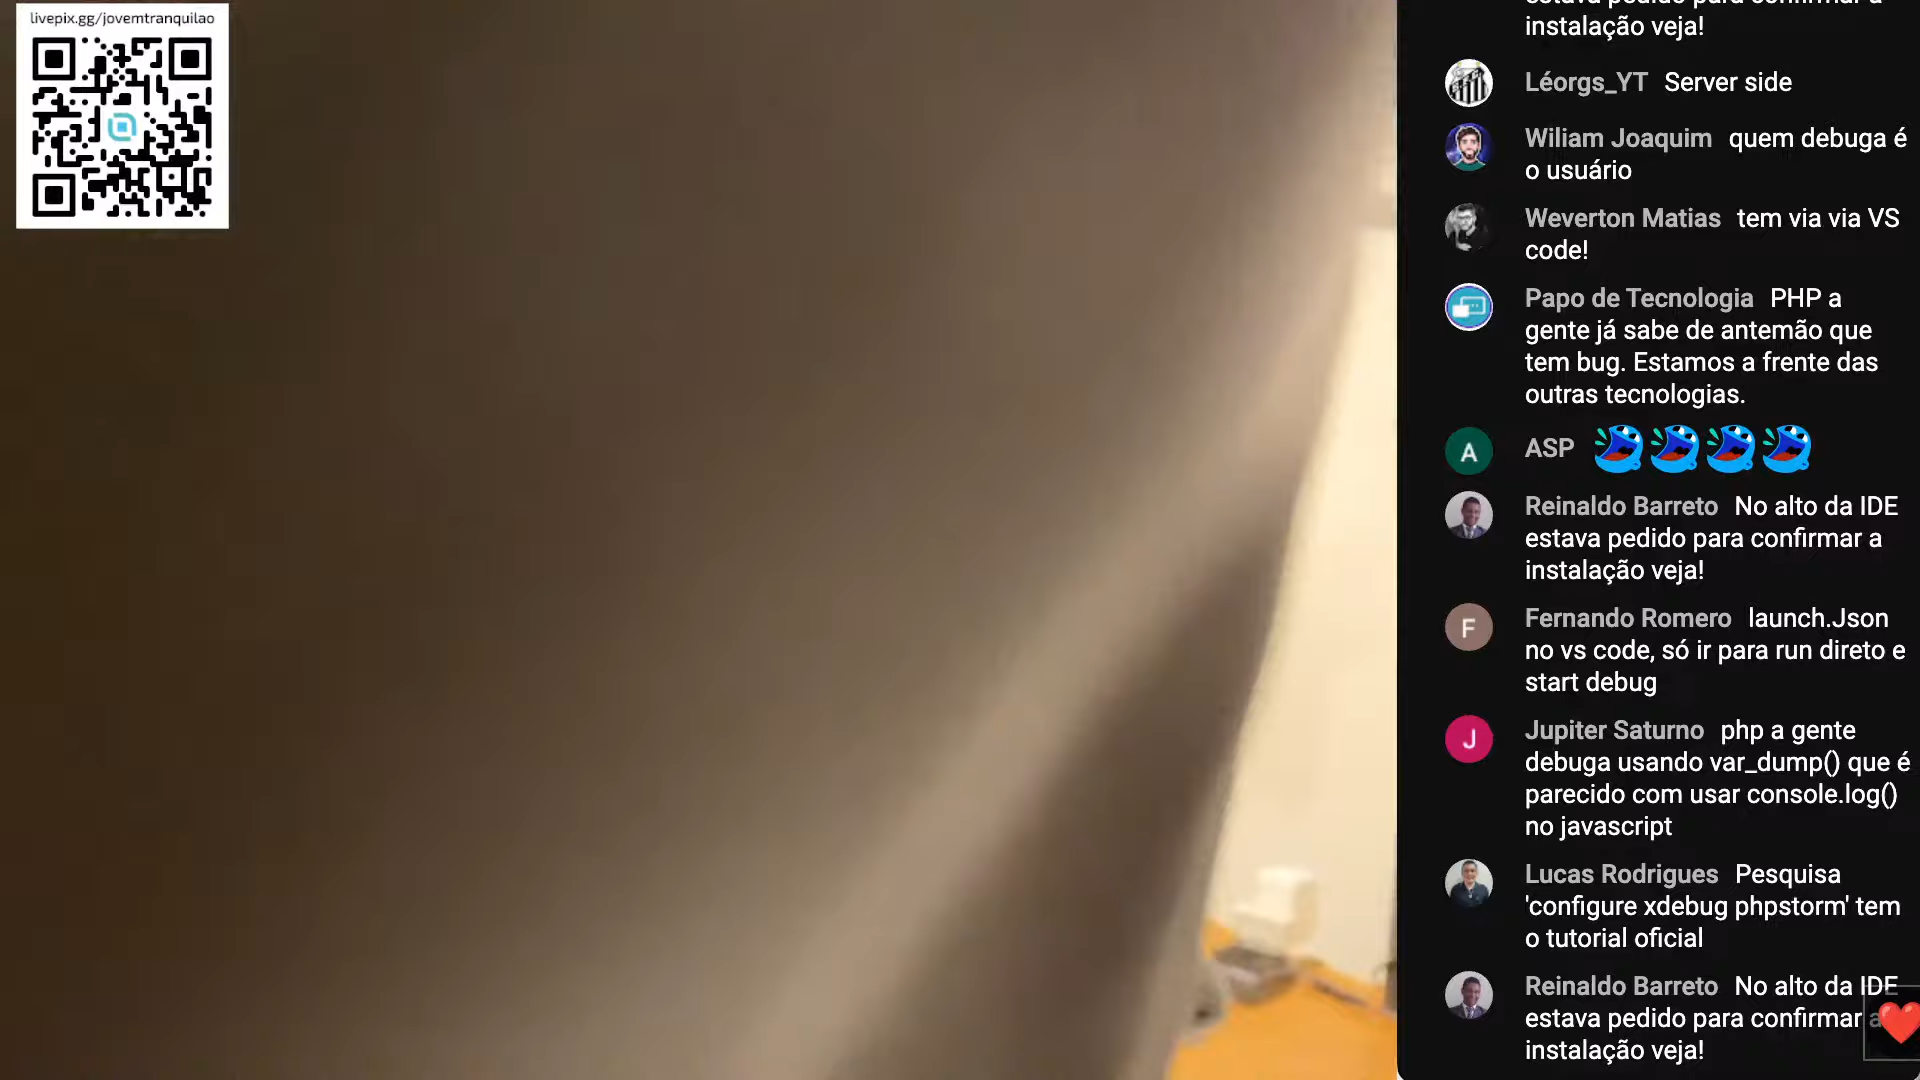 livepix.gg/jovemtranquilao
instalação veja!
Léorgs_YT Server side
Wiliam Joaquim quem debuga é
o usuário
Weverton Matias tem via via VS
code!
Papo de Tecnologia PHP a
gente já sabe de antemão que
tem bug. Estamos a frente das
outras tecnologias.
A ASP
Reinaldo Barreto No alto da IDE
estava pedido para confirmar a
instalação veja!
F Fernando Romero launch.Json
no vs code, só ir para run direto e
start debug
J Jupiter Saturno php a gente
debuga usando var_dump() que é
parecido com usar console.log()
no javascript
Lucas Rodrigues Pesquisa
'configure xdebug phpstorm' tem
o tutorial oficial
Reinaldo Barreto No alto da IDE
estava pedido para confirmar a
instalação veja!